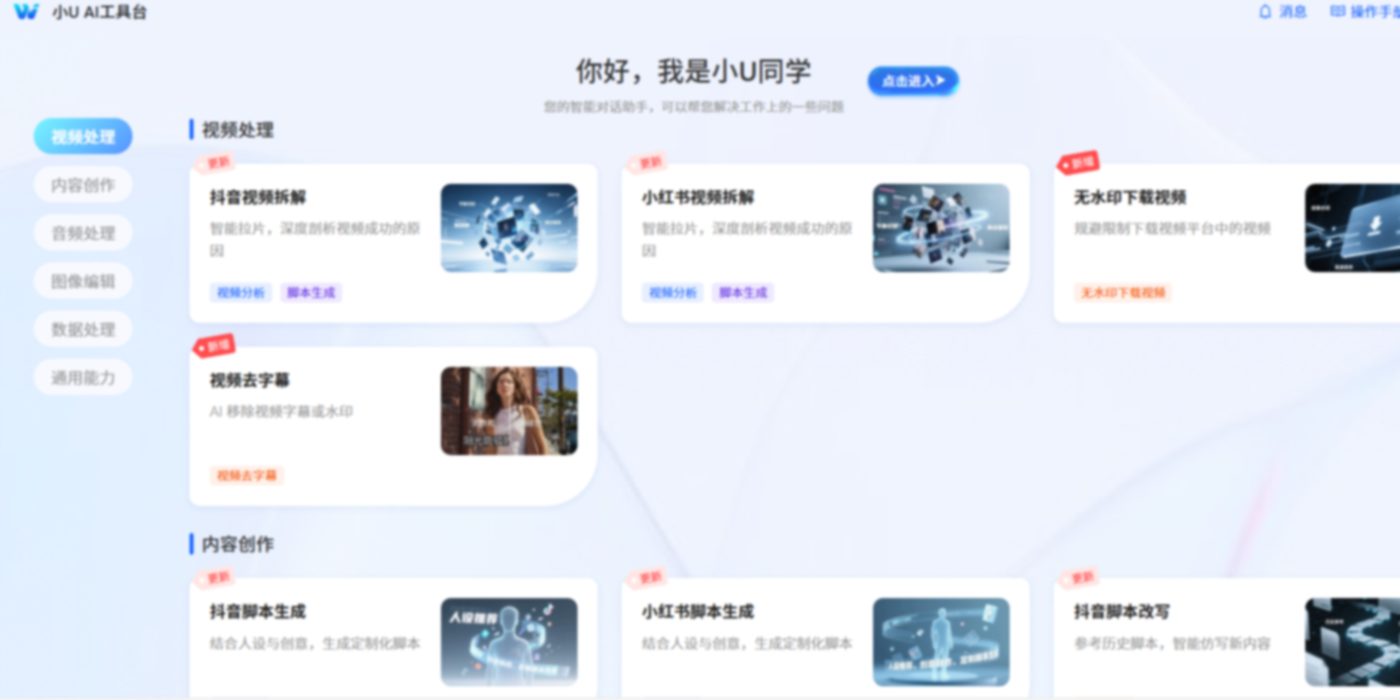 小U AI工具台
消息
操作手册
你好，我是小U同学
点击进入
您的智能对话助手，可以帮您解决工作上的一些问题
视频处理
内容创作
音频处理
图像编辑
数据处理
通用能力
视频处理
更新
抖音视频拆解
智能拉片，深度剖析视频成功的原
因
视频分析
脚本生成
更新
小红书视频拆解
智能拉片，深度剖析视频成功的原
因
视频分析
脚本生成
新增
无水印下载视频
规避限制下载视频平台中的视频
无水印下载视频
新增
视频去字幕
AI 移除视频字幕或水印
视频去字幕
内容创作
更新
抖音脚本生成
结合人设与创意，生成定制化脚本
人设推荐
更新
小红书脚本生成
结合人设与创意，生成定制化脚本
更新
抖音脚本改写
参考历史脚本，智能仿写新内容